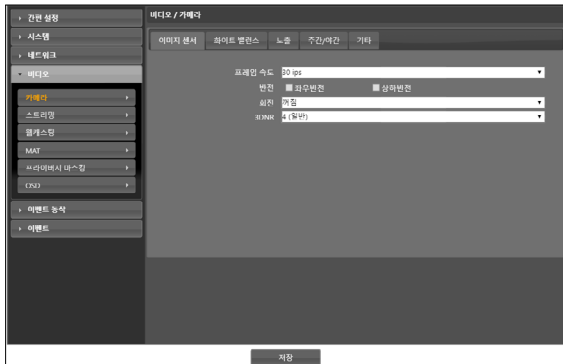 간편 설정
시스템
네트워크
비디오
카메라
스트리밍
웹캐스팅
MAT
프라이버시 마스킹
OSD
이벤트 동작
이벤트
비디오 / 카메라
이미지 센서 화이트 밸런스 노출 주간/야간 기타
프레임 속도 30 ips
반전 좌우반전 상하반전
회전 꺼짐
3DNR 4 (일반)
저장